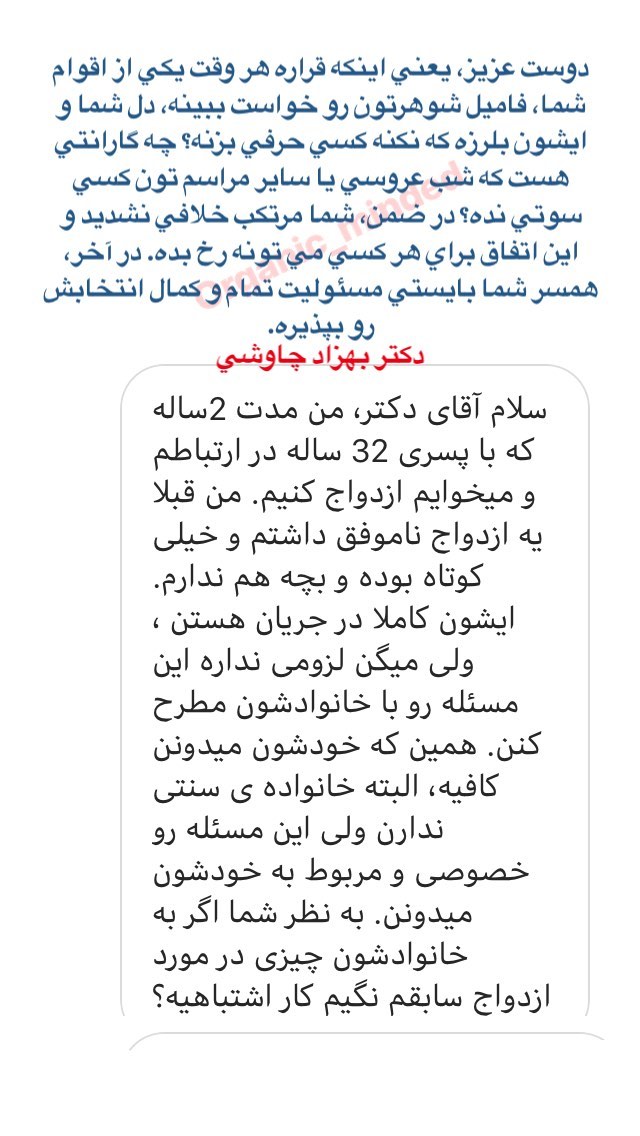 دوست عزيز، يعني اينكه قراره هر وقت يكي از اقوام
شما، فاميل شوهرتون رو خواست ببينه، دل شما و
ايشون بلرزه كه نكنه كسي حرفي بزنه؟ چه گارانتي
هست كه شب عروسي يا ساير مراسم تون كسي
سوتي نده؟ در ضمن، شما مرتكب خلافي نشديد و
اين اتفاق براي هر كسي مي تونه رخ بده. در آخر،
همسر شما بايستي مسئوليت تمام و كمال انتخابش
رو بپذيره.
دكتر بهزاد چاوشي
Organic_minded
سلام آقای دکتر، من مدت 2ساله
که با پسری 32 ساله در ارتباطم
و میخوایم ازدواج کنیم. من قبلا
یه ازدواج ناموفق داشتم و خیلی
کوتاه بوده و بچه هم ندارم.
ایشون کاملا در جریان هستن ،
ولی میگن لزومی نداره این
مسئله رو با خانوادشون مطرح
کنن. همین که خودشون میدونن
کافیه، البته خانواده ی سنتی
ندارن ولی این مسئله رو
خصوصی و مربوط به خودشون
میدونن. به نظر شما اگر به
خانوادشون چیزی در مورد
ازدواج سابقم نگیم کار اشتباهیه؟